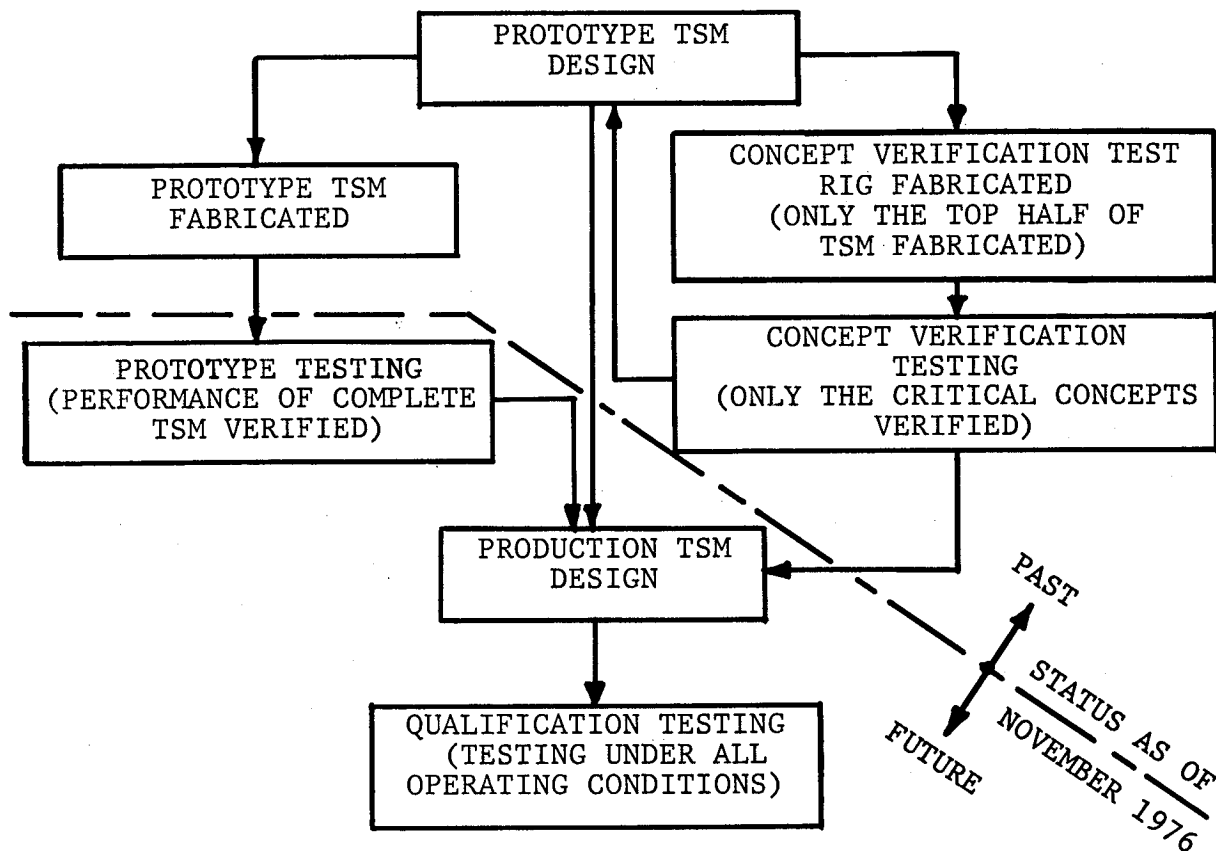 PROTOTYPE TSM
DESIGN
PROTOTYPE TSM
FABRICATED
CONCEPT VERIFICATION TEST
RIG FABRICATED
(ONLY THE TOP HALF OF
TSM FABRICATED)
PROTOTYPE TESTING
(PERFORMANCE OF COMPLETE
TSM VERIFIED)
CONCEPT VERIFICATION
TESTING
(ONLY THE CRITICAL CONCEPTS
VERIFIED)
PRODUCTION TSM
DESIGN
QUALIFICATION TESTING
(TESTING UNDER ALL
OPERATING CONDITIONS)
PAST
FUTURE
STATUS AS OF
NOVEMBER 1976